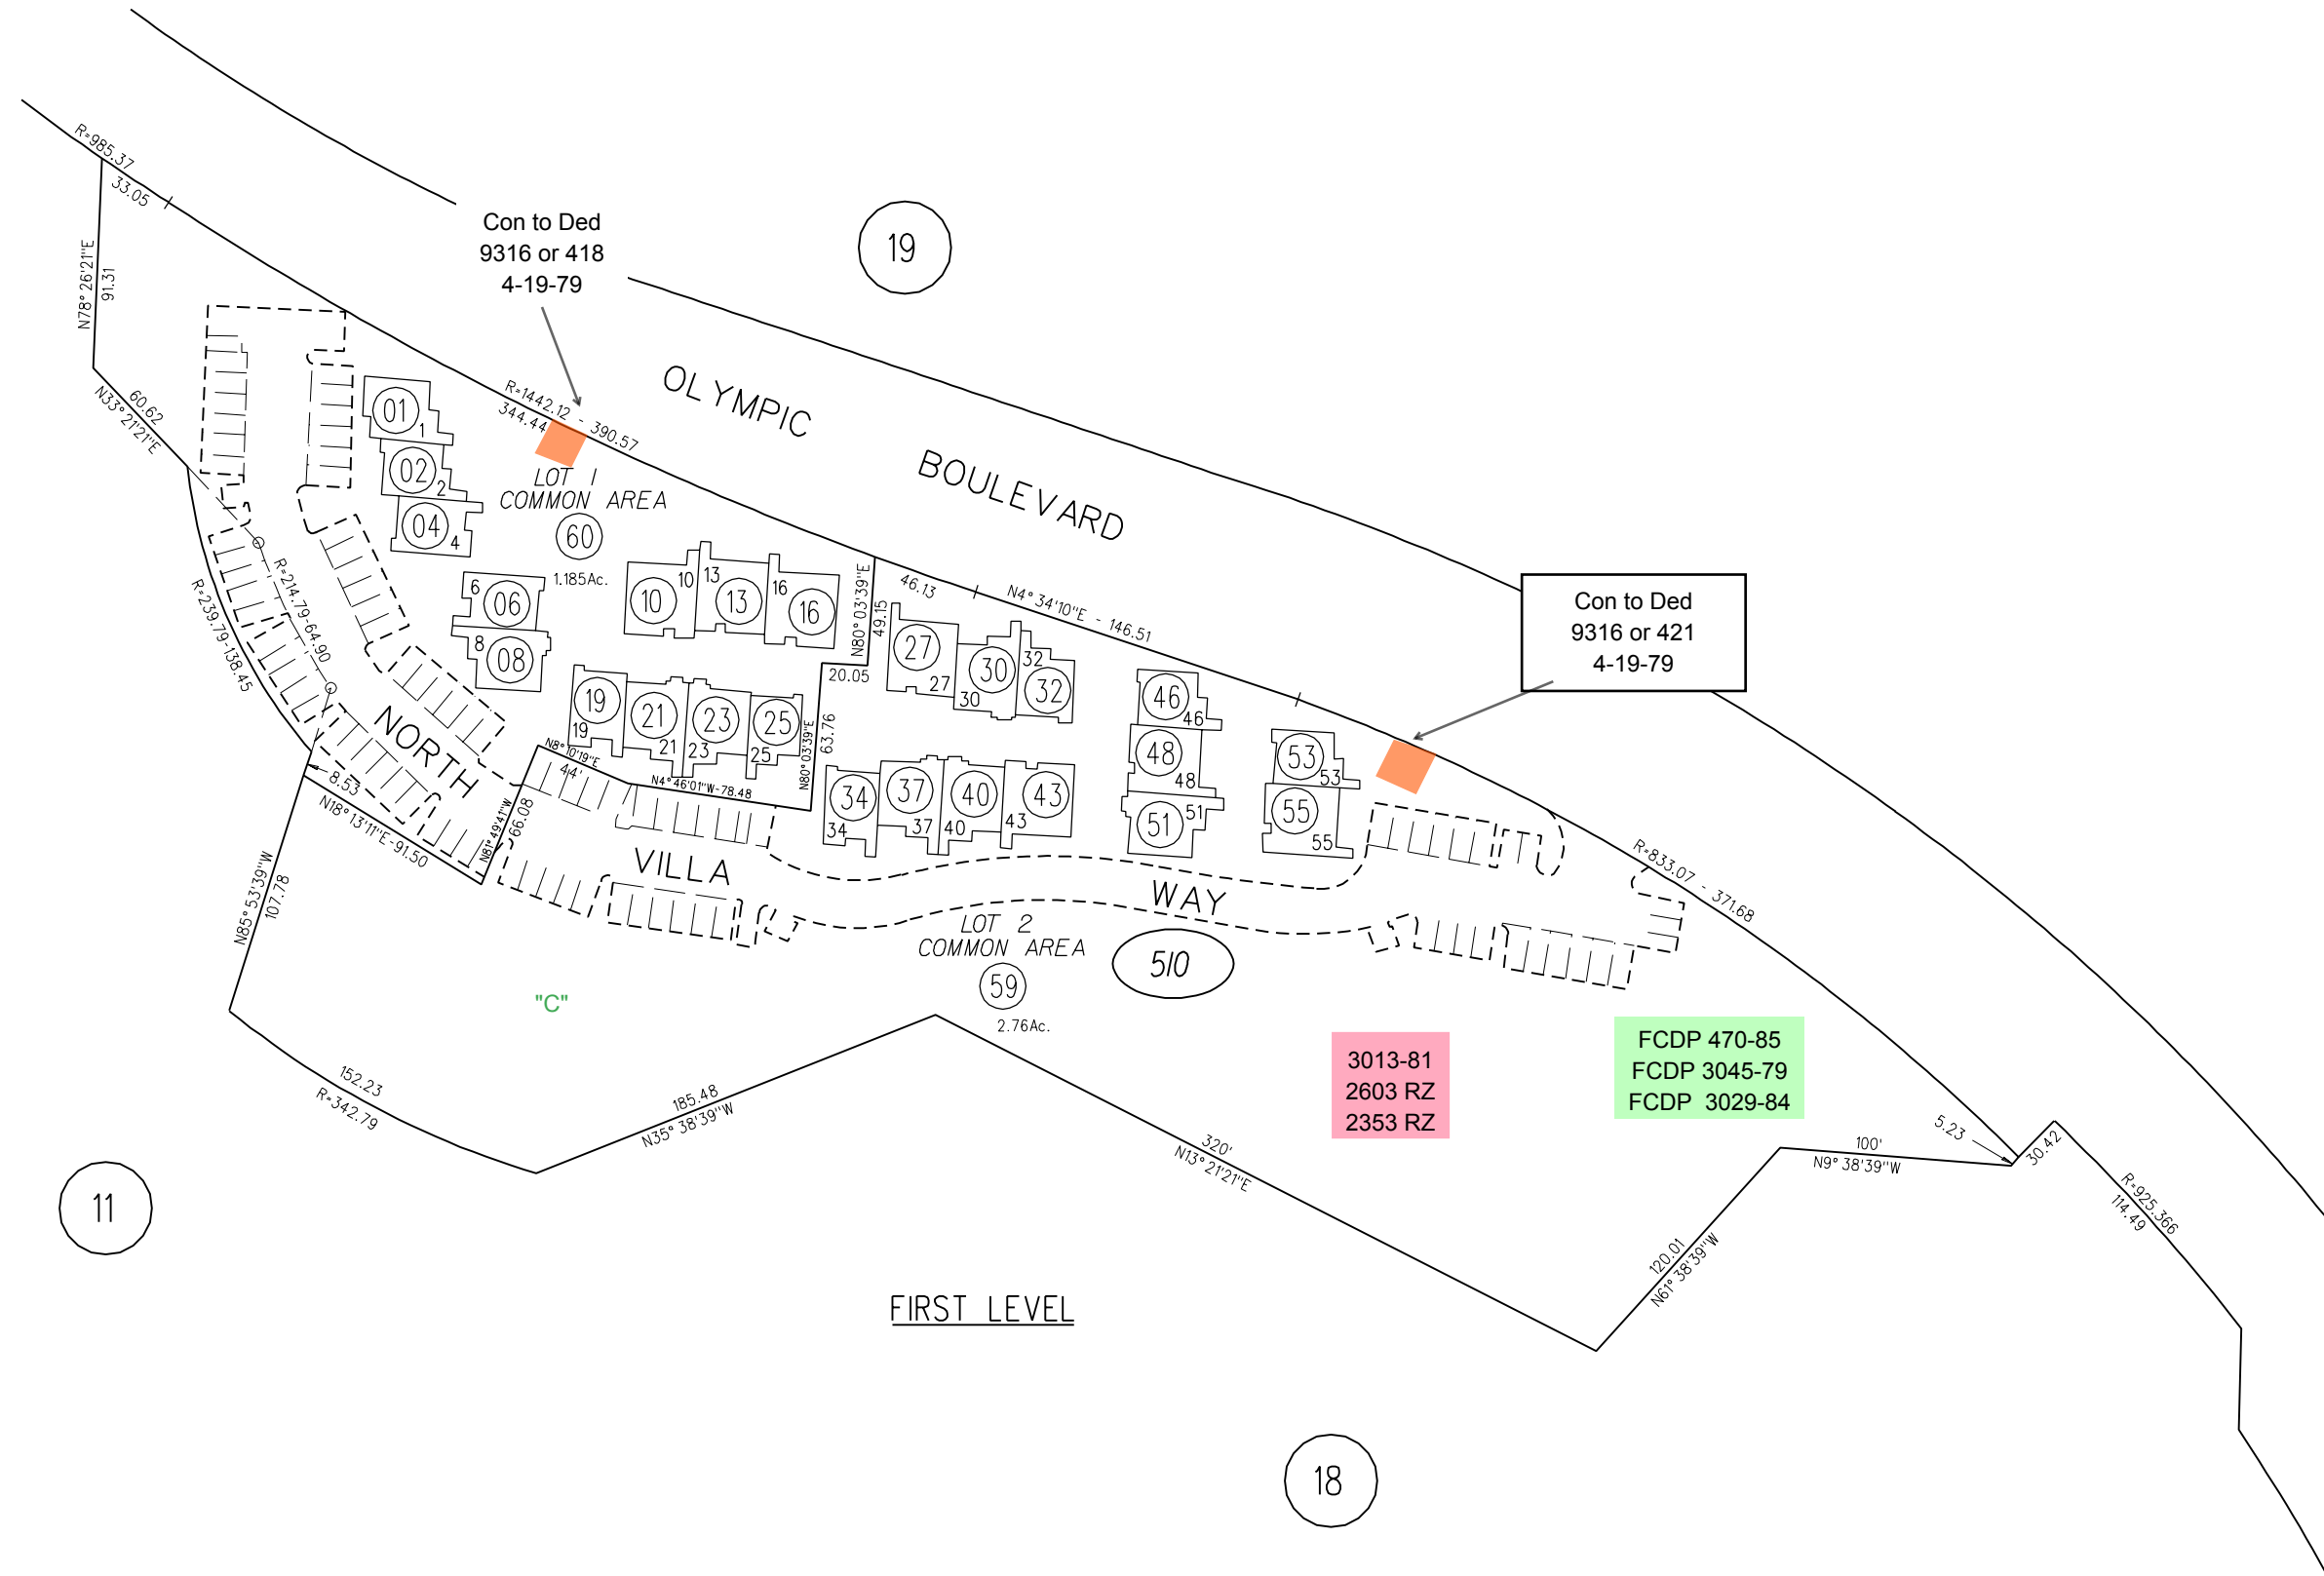 R=985.37
33.05
N78° 26'21"E
91.31
60.62
N33° 21'21"E
Con to Ded
9316 or 418
4-19-79
19
R=1442.12 - 390.57
344.44
OLYMPIC
BOULEVARD
LOT 1
COMMON AREA
60
1.185Ac.
01
1
02
2
04
4
6
06
8
08
10
10
13
13
16
16
19
19
21
21
23
23
25
25
N80° 03'39"E
49.15
20.05
63.76
N80° 03'39"E
46.13
N4° 34'10"E - 146.51
Con to Ded
9316 or 421
4-19-79
27
27
30
30
32
32
34
34
37
37
40
40
43
43
46
46
48
48
51
51
53
53
55
55
R=214.79-64.90
R=239.79-138.45
NORTH
VILLA
WAY
N8° 10'19"E
44'
N4° 46'01"W-78.48
N81° 49'41"W
66.08
8.53
N18° 13'11"E-91.50
N85° 53'39"W
107.78
LOT 2
COMMON AREA
59
2.76Ac.
510
R=833.07 - 371.68
"C"
152.23
R=342.79
185.48
N35° 38'39"W
320'
N13° 21'21"E
3013-81
2603 RZ
2353 RZ
FCDP 470-85
FCDP 3045-79
FCDP  3029-84
120.01
N61° 38'39"W
100'
N9° 38'39"W
5.23
30.42
R=925.366
114.49
11
FIRST LEVEL
18